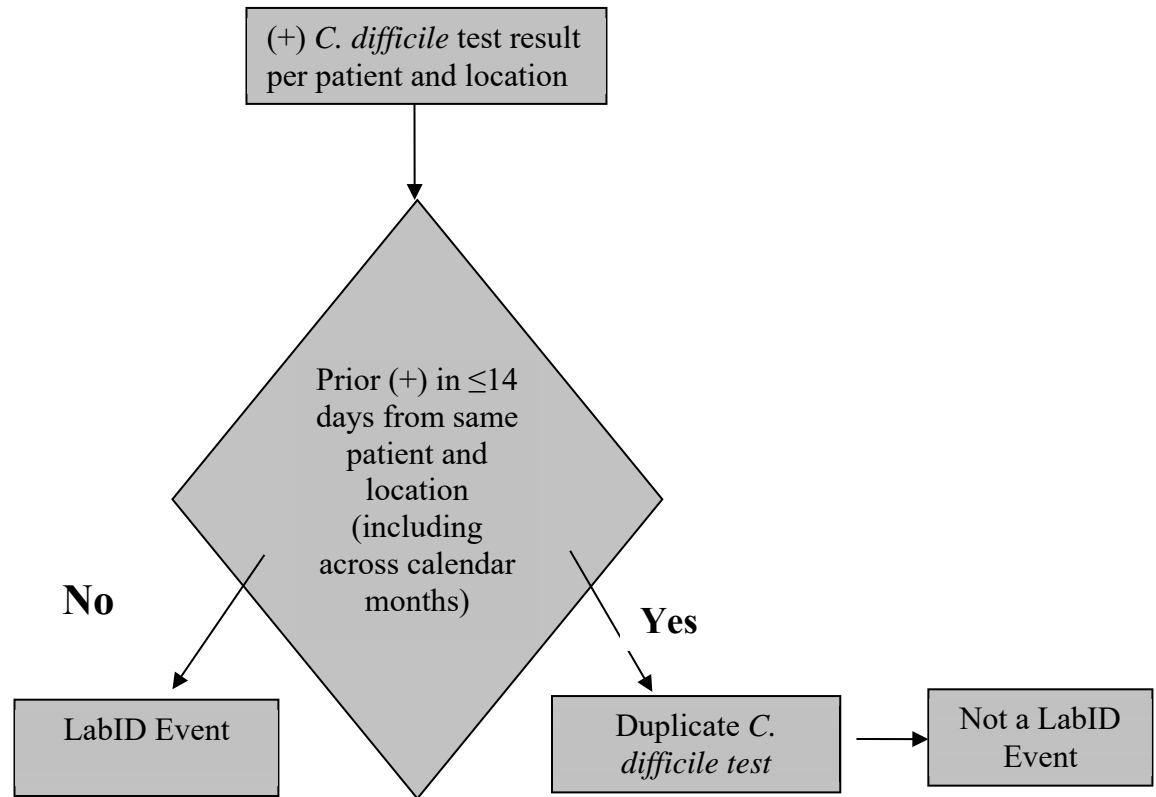 (+) C. difficile test result
per patient and location
Prior (+) in ≤14
days from same
patient and
location
(including
across calendar
months)
No
Yes
LabID Event
Duplicate C.
difficile test
Not a LabID
Event